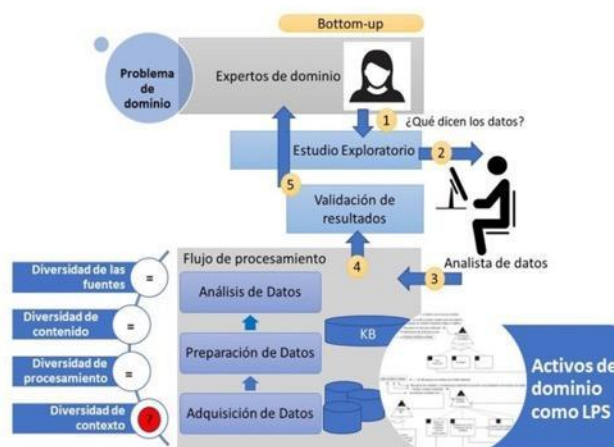 Bottom-up
Problema
de
dominio
Expertos de dominio
1
¿Qué dicen los datos?
Estudio Exploratorio
2
5
Validación de
resultados
Analista de datos
Flujo de procesamiento
4
3
Diversidad de las
fuentes
=
Análisis de Datos
Diversidad de
contenido
=
KB
Preparación de Datos
Diversidad de
procesamiento
=
Activos de
dominio
como LPS
Diversidad de
contexto
?
Adquisición de Datos